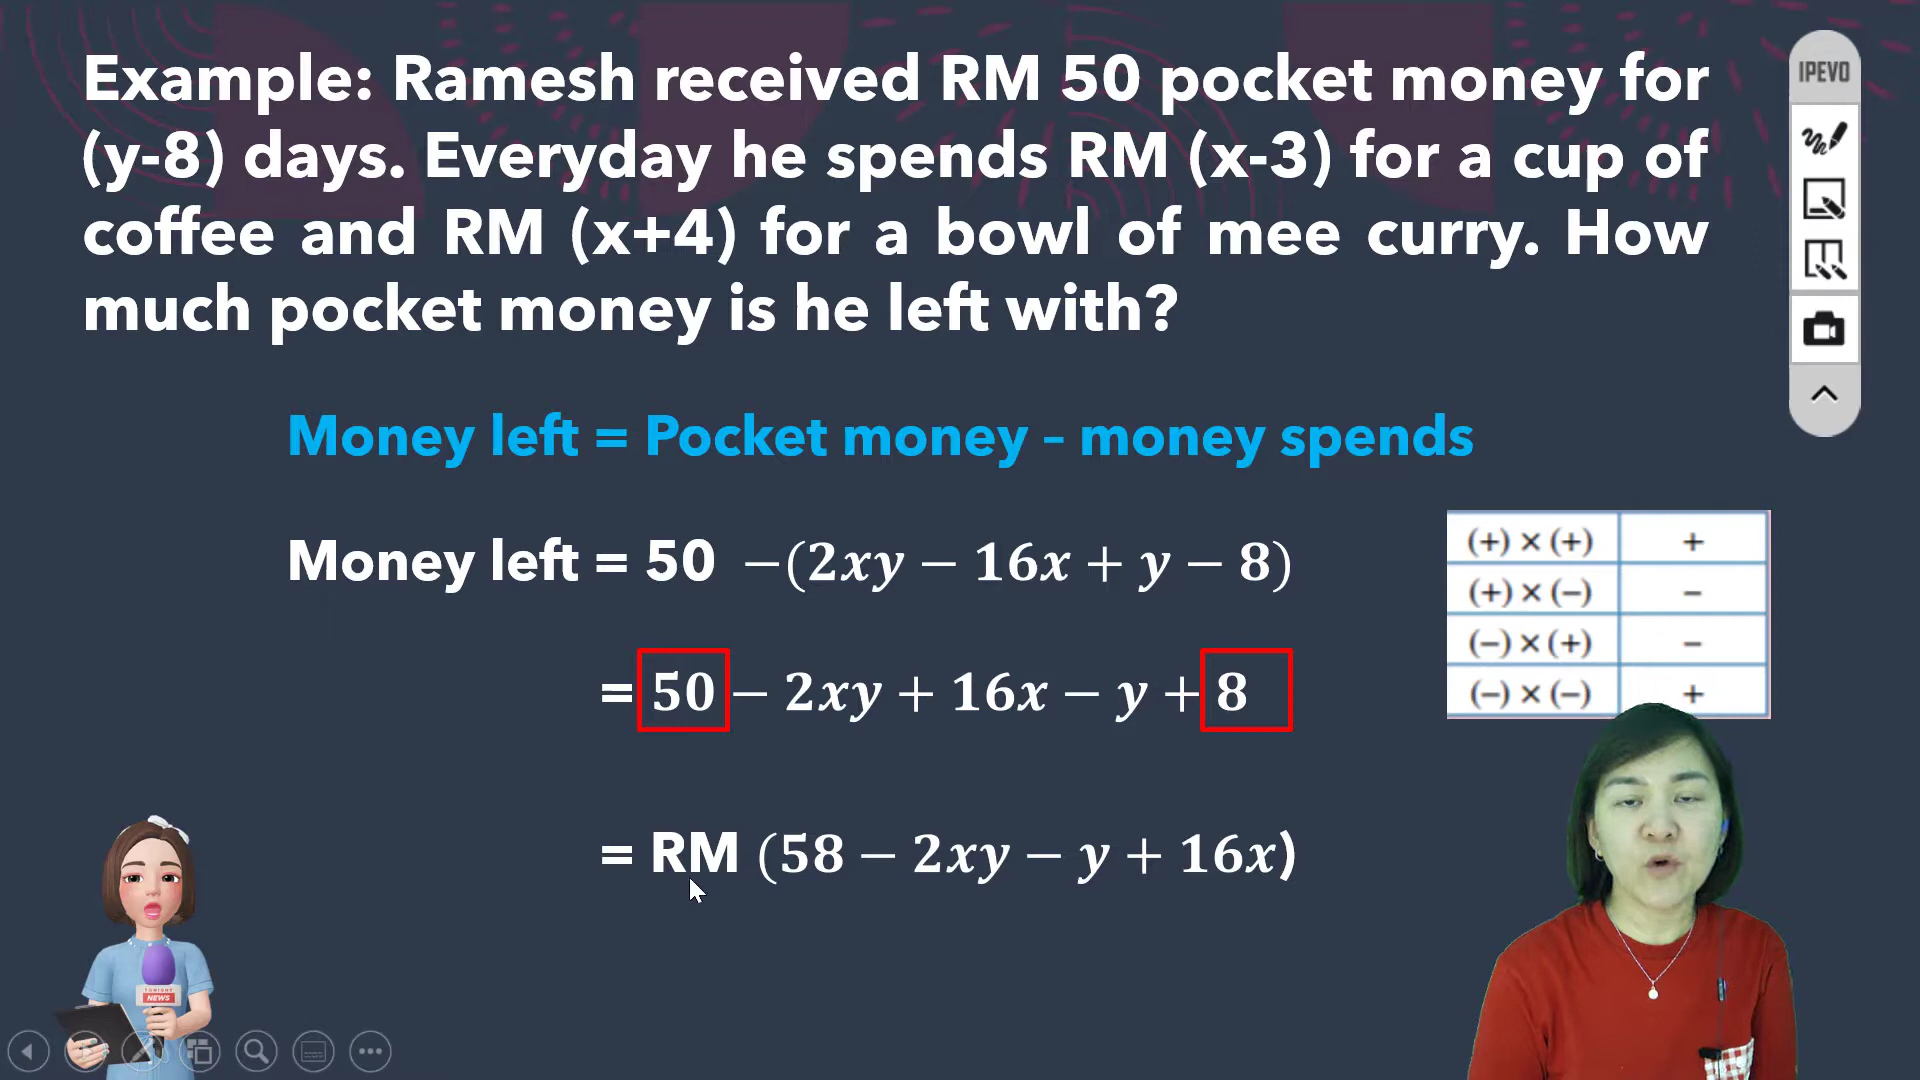 Example: Ramesh received RM 50 pocket money for
(y-8) days. Everyday he spends RM (x-3) for a cup of
coffee and RM (x+4) for a bowl of mee curry. How
much pocket money is he left with?
IPEVO
Money left = Pocket money – money spends
Money left = 50 −(2xy − 16x + y − 8)
= 50 − 2xy + 16x − y + 8
= RM (58 − 2xy − y + 16x)
(+) × (+) +
(+) × (−) −
(−) × (+) −
(−) × (−) +
TONIGHT
NEWS